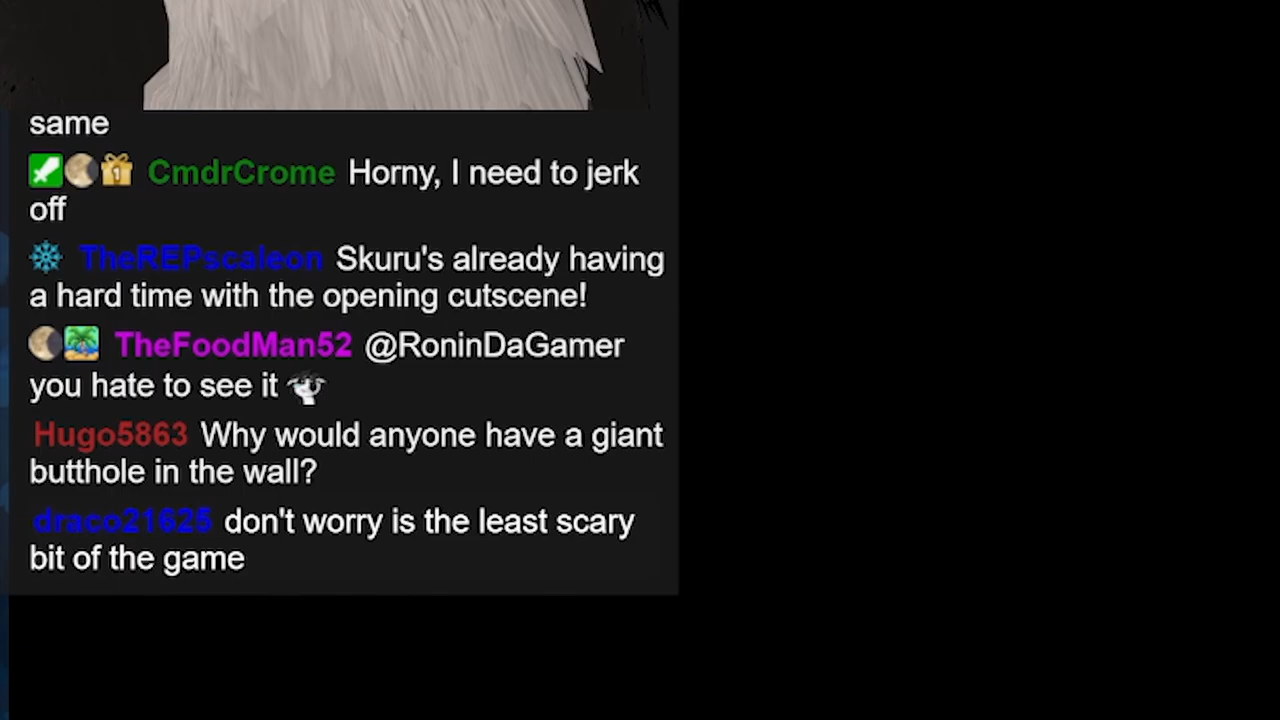 same
CmdrCrome Horny, I need to jerk
off
TheREPscaleon Skuru's already having
a hard time with the opening cutscene!
TheFoodMan52 @RoninDaGamer
you hate to see it
Hugo5863 Why would anyone have a giant
butthole in the wall?
draco21625 don't worry is the least scary
bit of the game